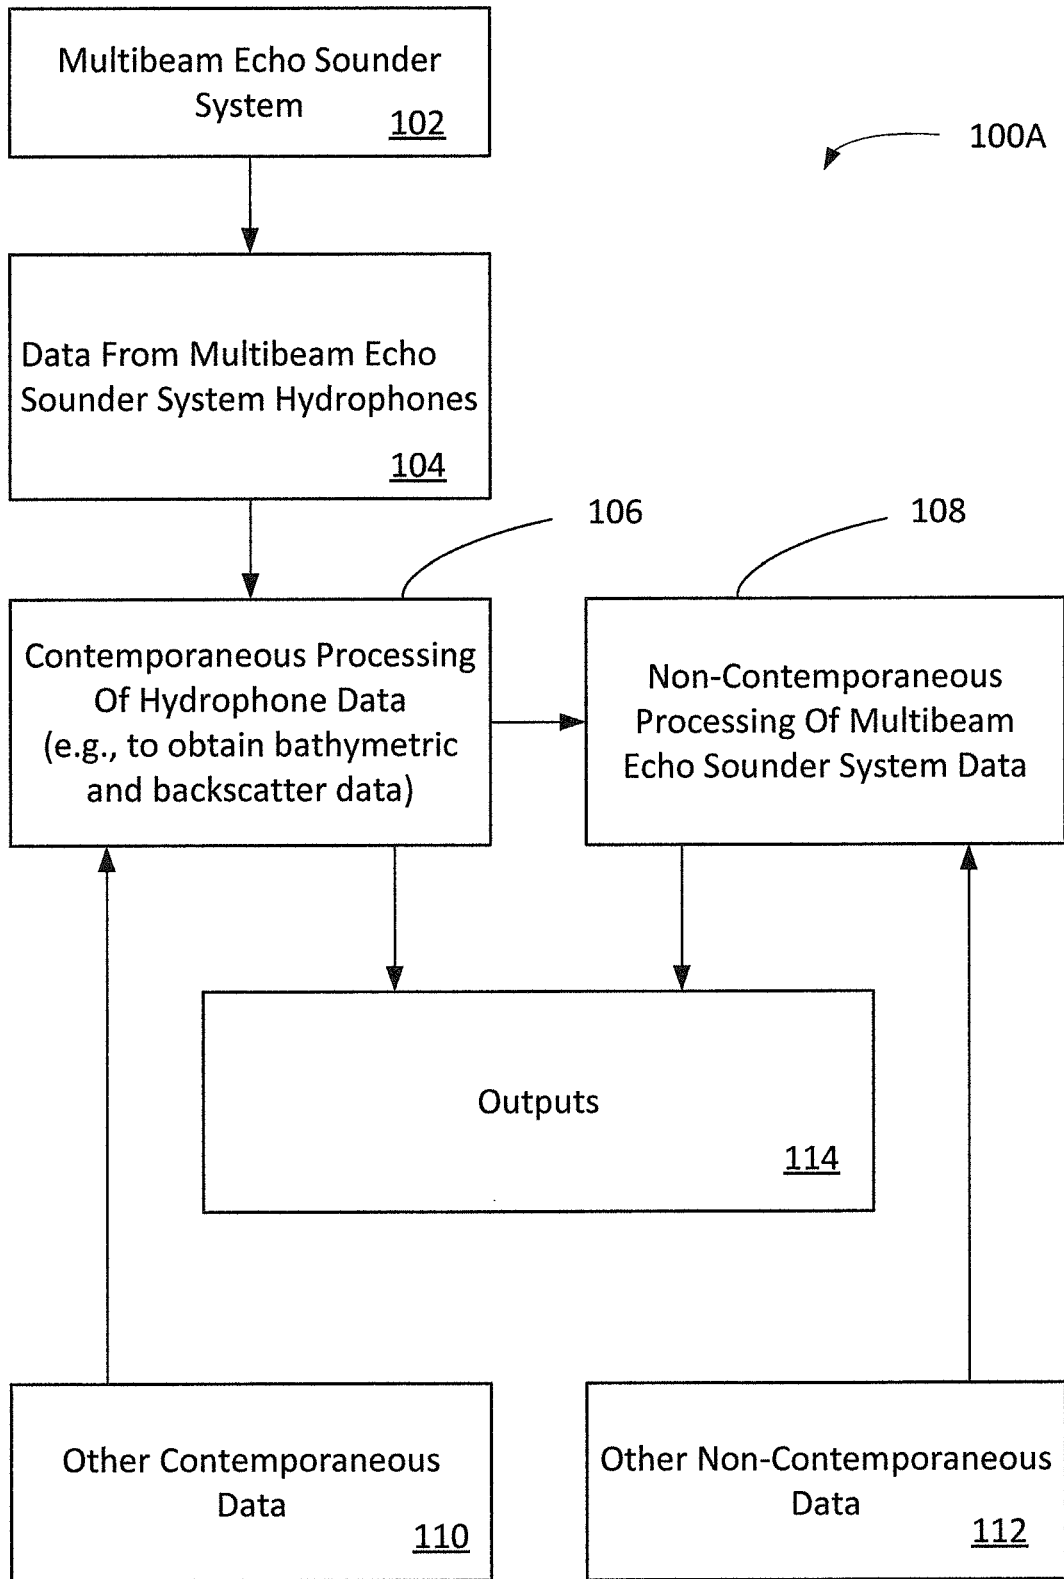 Multibeam Echo Sounder
System
102
100A
Data From Multibeam Echo
Sounder System Hydrophones
104
106
108
Contemporaneous Processing
Of Hydrophone Data
(e.g., to obtain bathymetric
and backscatter data)
Non-Contemporaneous
Processing Of Multibeam
Echo Sounder System Data
Outputs
114
Other Contemporaneous
Data
110
Other Non-Contemporaneous
Data
112